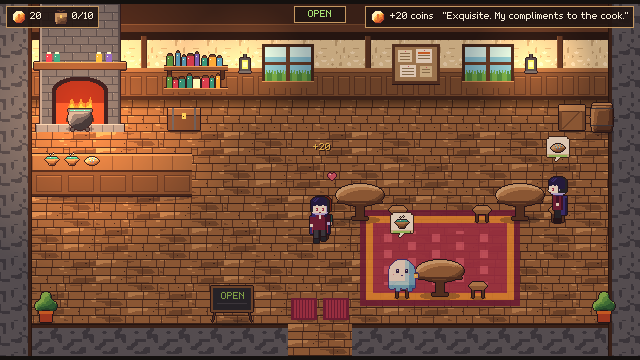 20
0/10
OPEN
+20 coins "Exquisite. My compliments to the cook."
+20
OPEN